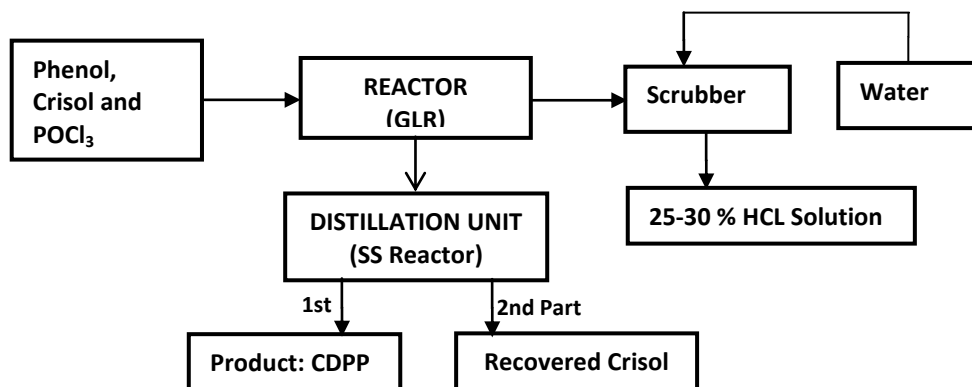 Phenol,
Crisol and
POCl₃
REACTOR
(GLR)
Scrubber
Water
DISTILLATION UNIT
(SS Reactor)
25-30 % HCL Solution
1st
2nd Part
Product: CDPP
Recovered Crisol